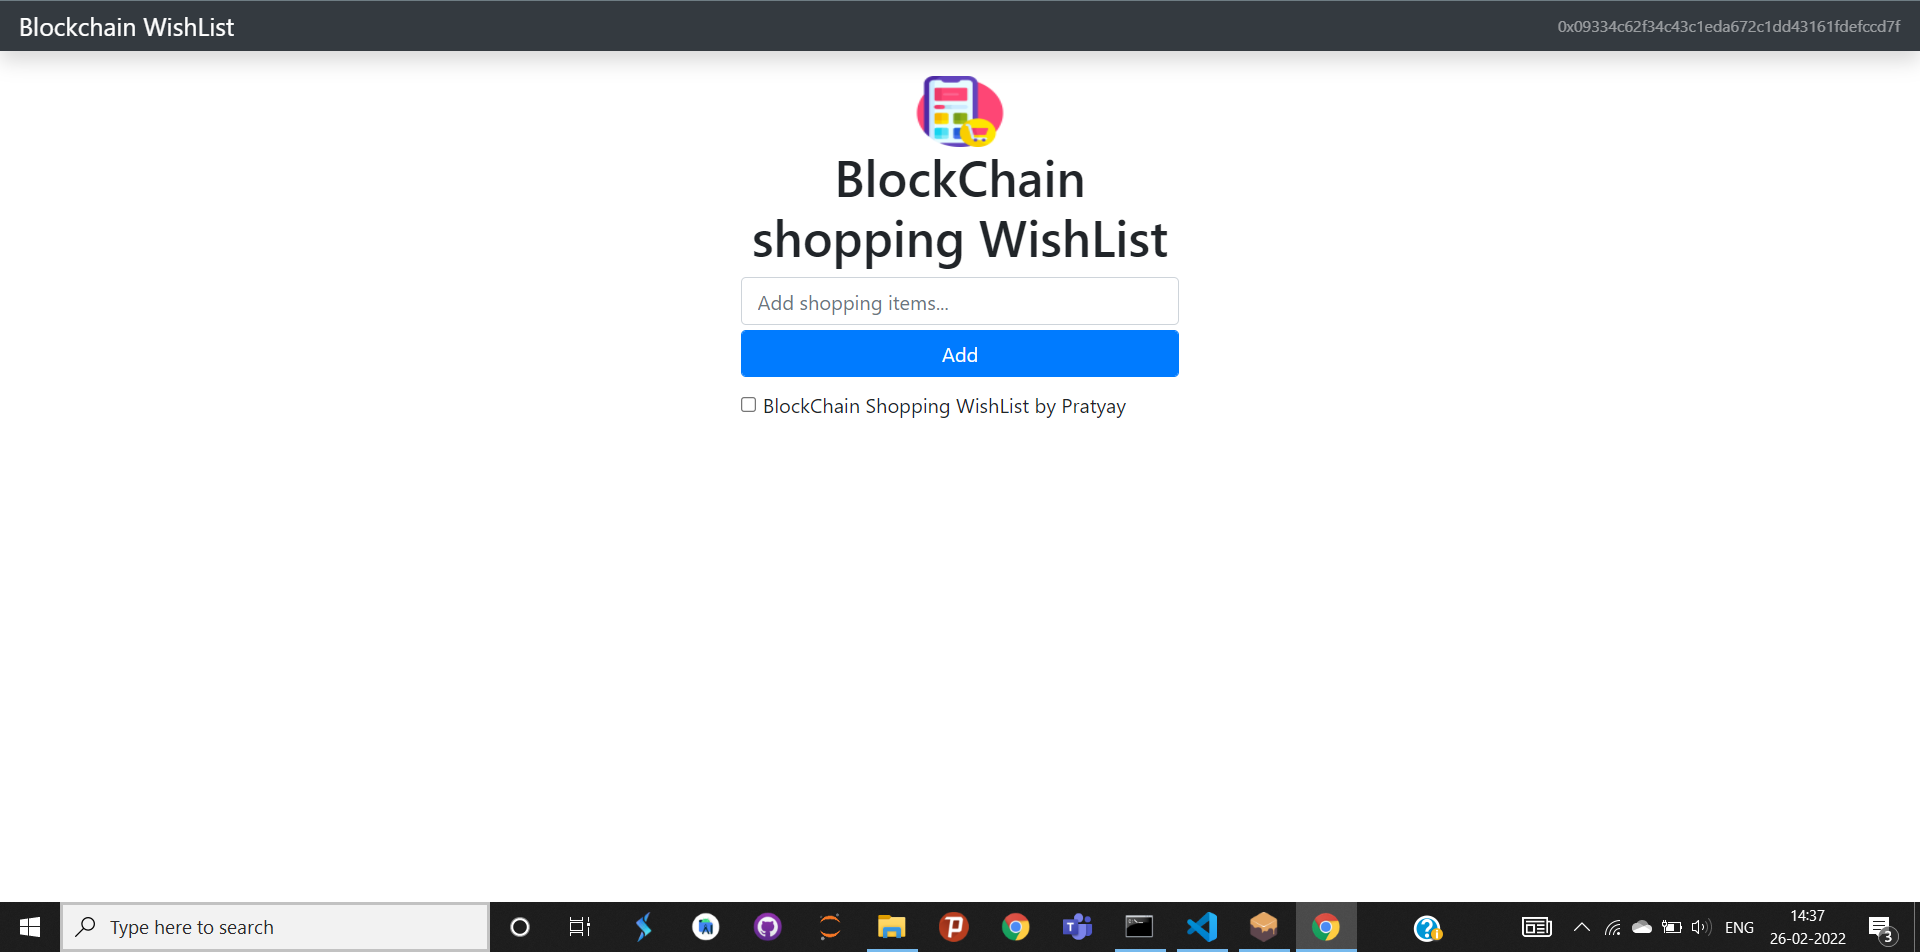 Blockchain WishList
0x09334c62f34c43c1eda672c1dd43161fdefccd7f
BlockChain
shopping WishList
Add shopping items...
Add
BlockChain Shopping WishList by Pratyay
Type here to search
ENG
14:37
26-02-2022
3